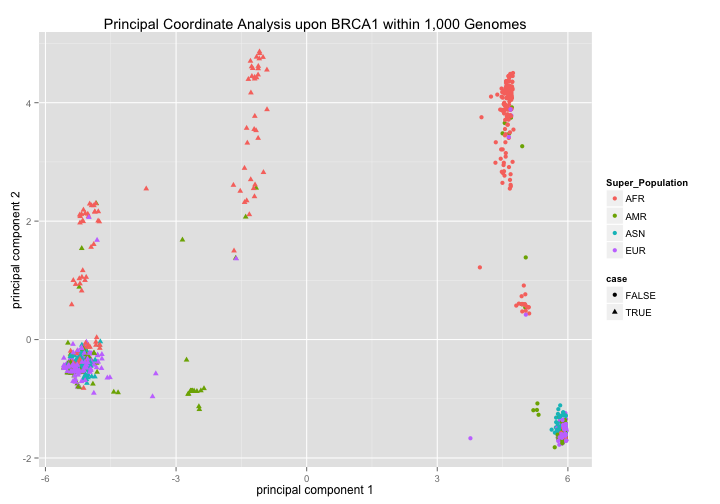 Principal Coordinate Analysis upon BRCA1 within 1,000 Genomes
principal component 2
4
2
0
-2
-6
-3
0
3
6
principal component 1
Super_Population
AFR
AMR
ASN
EUR
case
FALSE
TRUE